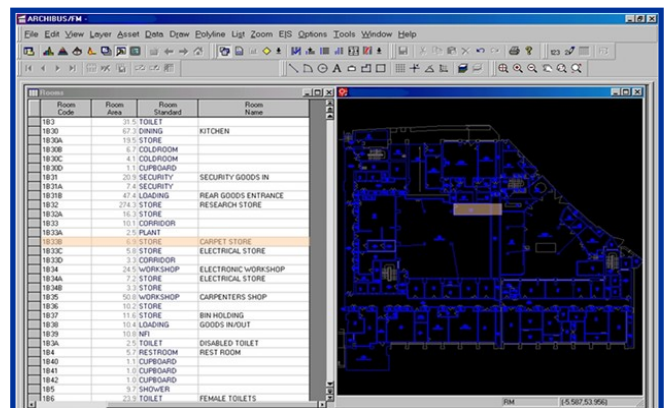 ARCHIBUS/FM -
File Edit View Layer Asset Data Draw Polyline List Zoom EIS Options Tools Window Help
Rooms
Room Code Room Area Room Standard Room Name
1B3 31.5 TOILET
1B30 67.3 DINING KITCHEN
1B30A 19.5 STORE
1B30B 6.7 COLDROOM
1B30C 4.1 COLDROOM
1B30D 1.1 CUPBOARD
1B31 20.9 SECURITY SECURITY GOODS IN
1B31A 7.4 SECURITY
1B31B 47.4 LOADING REAR GOODS ENTRANCE
1B32 274.3 STORE RESEARCH STORE
1B32A 16.3 STORE
1B33 10.1 CORRIDOR
1B33A 2.5 PLANT
1B33B 6.9 STORE CARPET STORE
1B33C 5.8 STORE ELECTRICAL STORE
1B33D 3.3 CORRIDOR
1B34 24.5 WORKSHOP ELECTRONIC WORKSHOP
1B34A 7.2 STORE ELECTRICAL STORE
1B34B 3.3 STORE
1B35 50.8 WORKSHOP CARPENTERS SHOP
1B36 10.2 STORE
1B37 11.6 STORE BIN HOLDING
1B38 10.4 LOADING GOODS IN/OUT
1B39 10.8 NFI
1B3A 2.5 TOILET DISABLED TOILET
1B4 5.7 RESTROOM REST ROOM
1B40 1.1 CUPBOARD
1B41 1.0 CUPBOARD
1B42 1.0 CUPBOARD
1B5 9.7 SHOWER
1B6 23.9 TOILET FEMALE TOILETS
RM (-5.587,53.956)